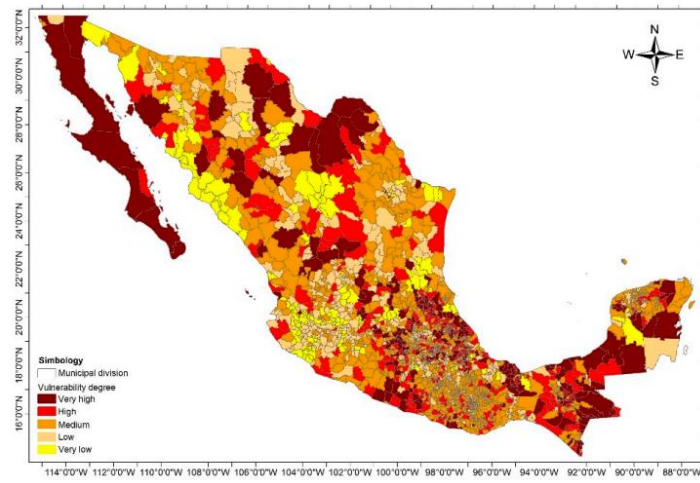 N
W E
S
32°0'0"N
30°0'0"N
28°0'0"N
26°0'0"N
24°0'0"N
22°0'0"N
20°0'0"N
18°0'0"N
16°0'0"N
Simbology
Municipal division
Vulnerability degree
Very high
High
Medium
Low
Very low
114°0'0"W 112°0'0"W 110°0'0"W 108°0'0"W 106°0'0"W 104°0'0"W 102°0'0"W 100°0'0"W 98°0'0"W 96°0'0"W 94°0'0"W 92°0'0"W 90°0'0"W 88°0'0"W